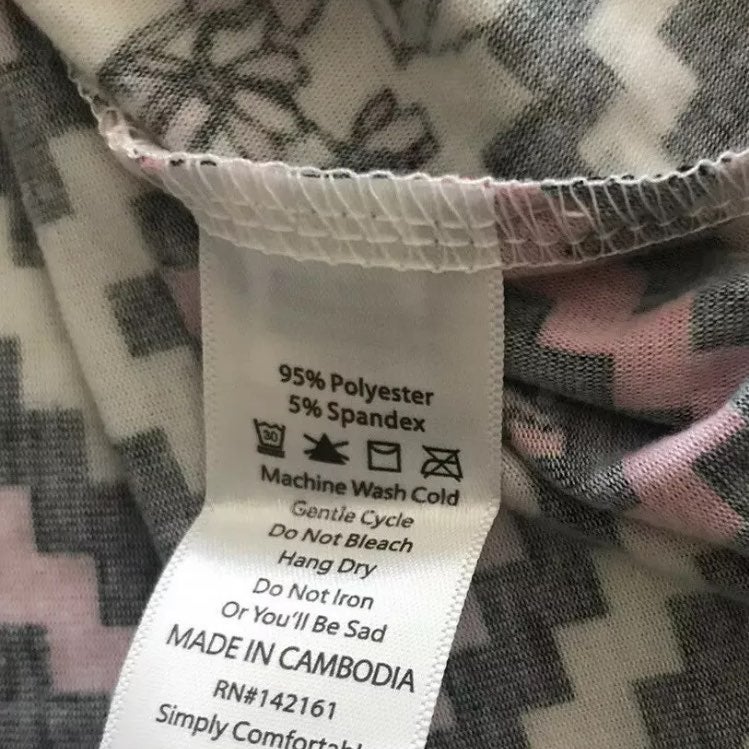 95% Polyester
5% Spandex
30
Machine Wash Cold
Gentle Cycle
Do Not Bleach
Hang Dry
Do Not Iron
Or You'll Be Sad
MADE IN CAMBODIA
RN#142161
Simply